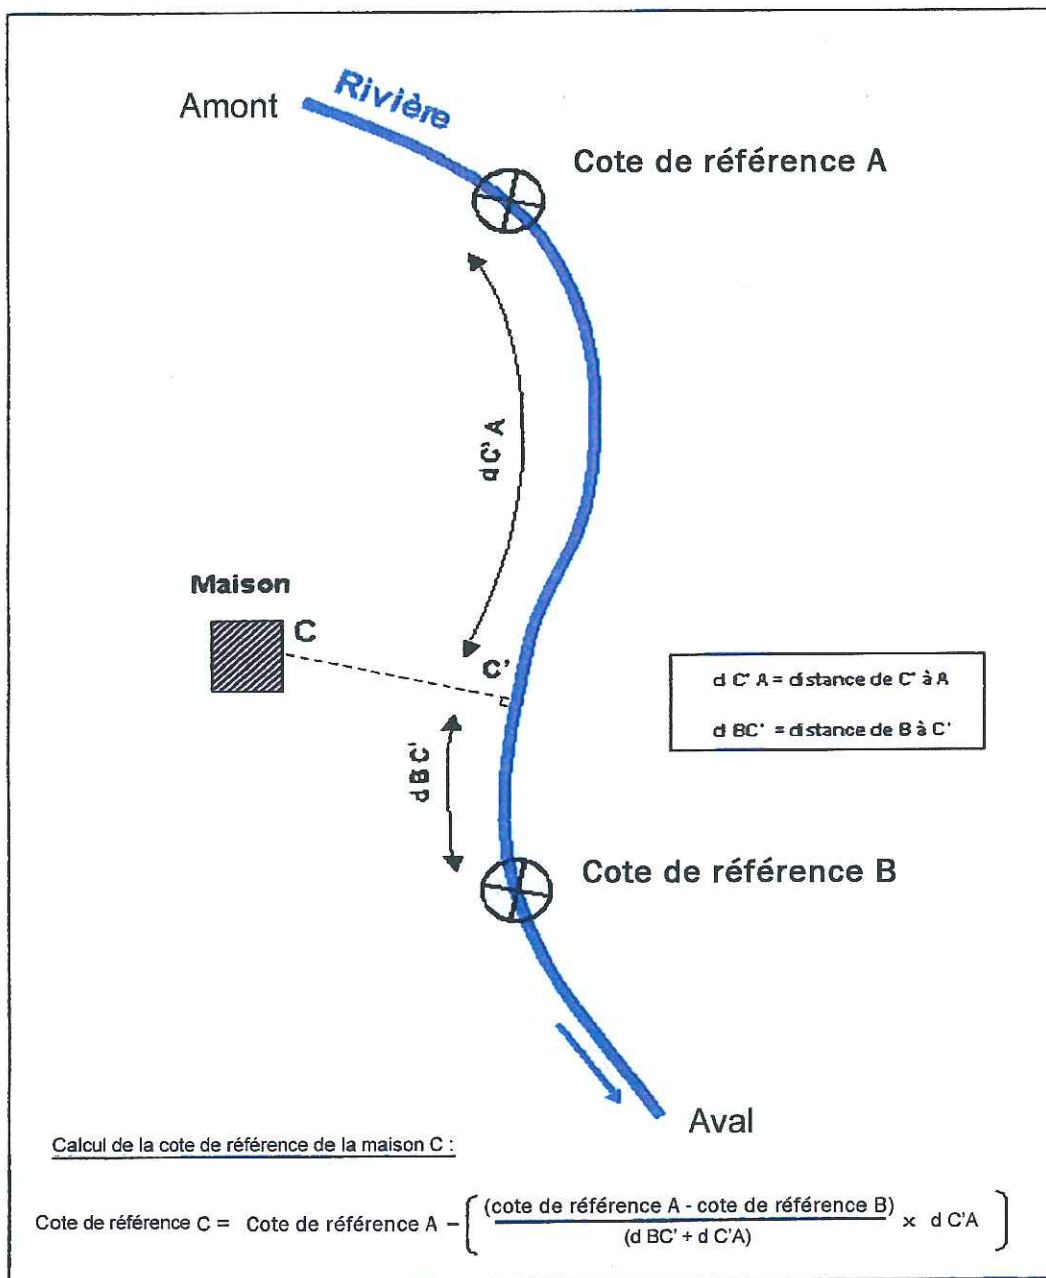 Rivière
Amont
Cote de référence A
d C' A
Maison
C
C'
d C' A = distance de C' à A
d BC' = distance de B à C'
d B C'
Cote de référence B
Aval
Calcul de la cote de référence de la maison C :
(cote de référence A - cote de référence B)
Cote de référence C = Cote de référence A – x d C'A
(d BC' + d C'A)